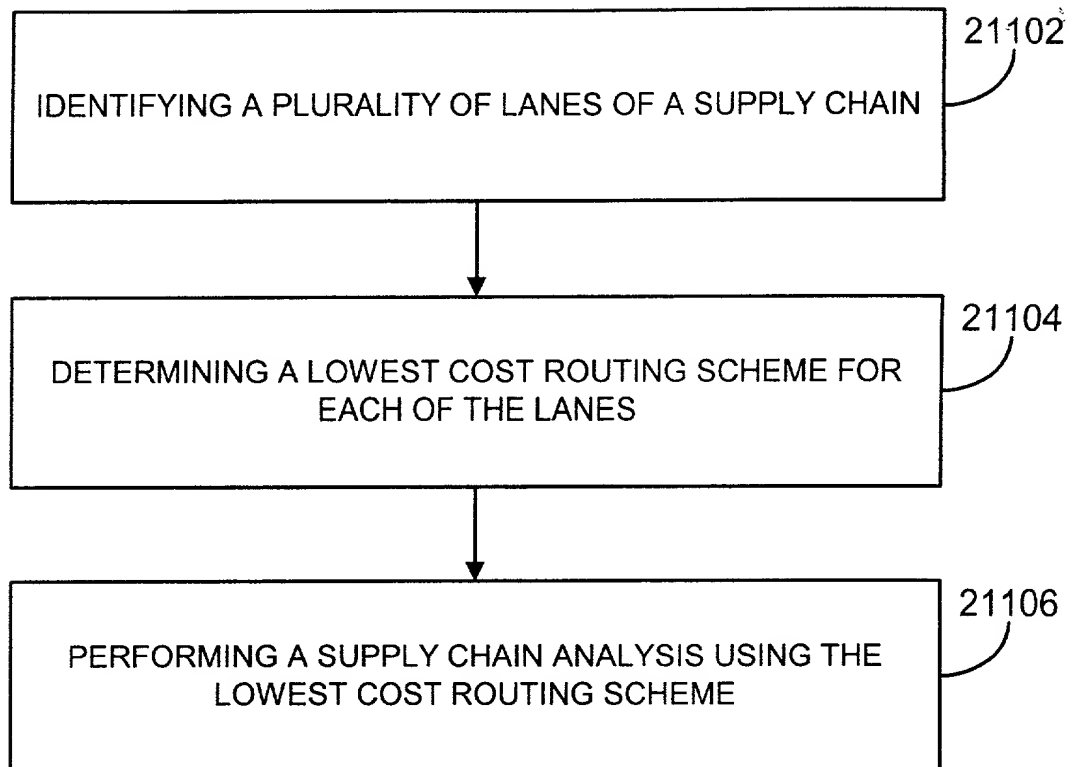 21102
IDENTIFYING A PLURALITY OF LANES OF A SUPPLY CHAIN
21104
DETERMINING A LOWEST COST ROUTING SCHEME FOR
EACH OF THE LANES
21106
PERFORMING A SUPPLY CHAIN ANALYSIS USING THE
LOWEST COST ROUTING SCHEME